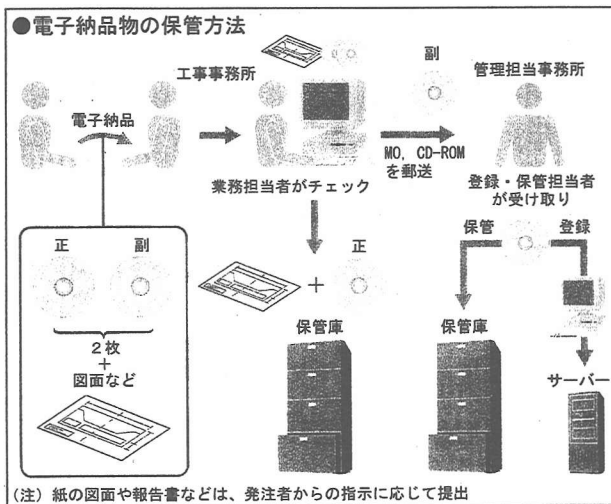 ●電子納品物の保管方法
工事事務所
副
管理担当事務所
電子納品
MO, CD-ROM
を郵送
業務担当者がチェック
登録・保管担当者
が受け取り
正
副
2枚
+
図面など
+
正
保管庫
保管
登録
保管庫
サーバー
(注) 紙の図面や報告書などは、発注者からの指示に応じて提出